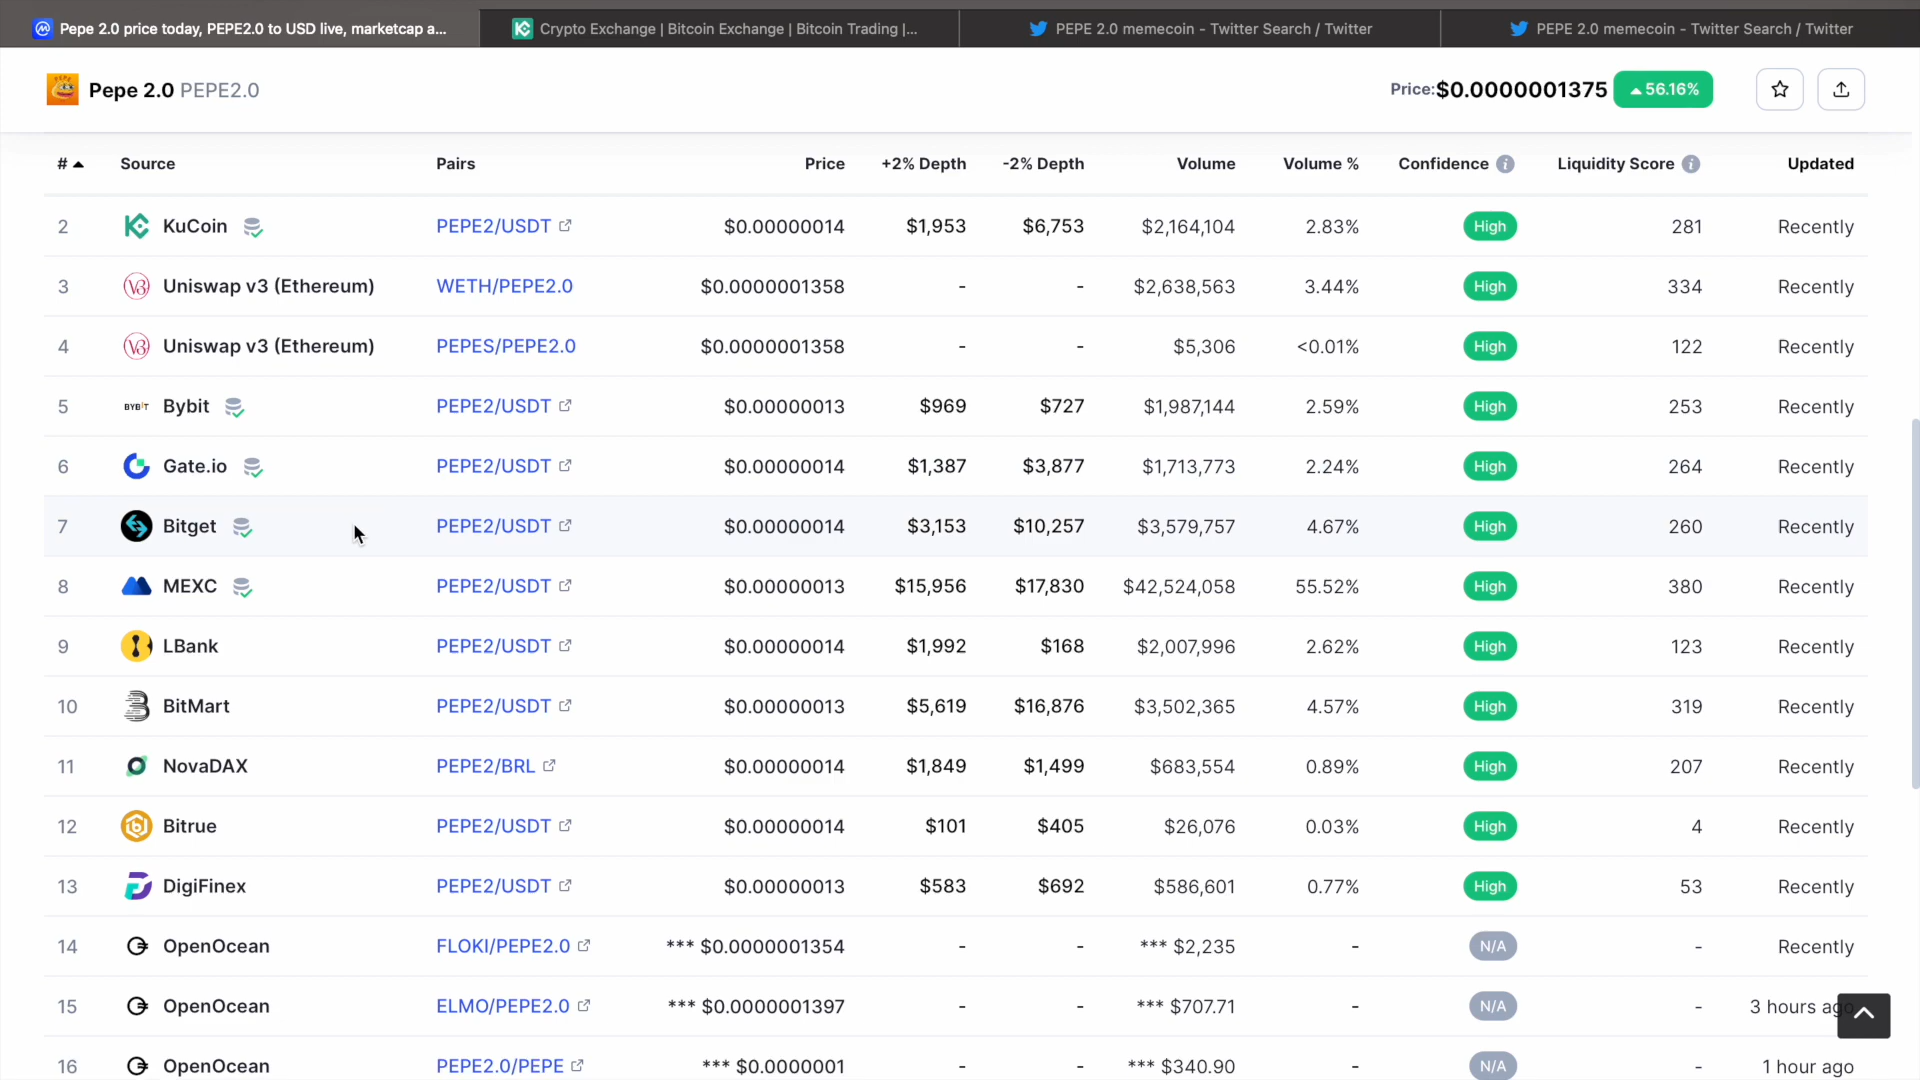 Pepe 2.0 price today, PEPE2.0 to USD live, marketcap a... Crypto Exchange | Bitcoin Exchange | Bitcoin Trading |... PEPE 2.0 memecoin - Twitter Search / Twitter PEPE 2.0 memecoin - Twitter Search / Twitter
Pepe 2.0 PEPE2.0 Price:$0.0000001375 56.16%
# Source Pairs Price +2% Depth -2% Depth Volume Volume % Confidence Liquidity Score Updated
2 KuCoin PEPE2/USDT $0.00000014 $1,953 $6,753 $2,164,104 2.83% High 281 Recently
3 Uniswap v3 (Ethereum) WETH/PEPE2.0 $0.0000001358 - - $2,638,563 3.44% High 334 Recently
4 Uniswap v3 (Ethereum) PEPES/PEPE2.0 $0.0000001358 - - $5,306 <0.01% High 122 Recently
5 BYBIT Bybit PEPE2/USDT $0.00000013 $969 $727 $1,987,144 2.59% High 253 Recently
6 Gate.io PEPE2/USDT $0.00000014 $1,387 $3,877 $1,713,773 2.24% High 264 Recently
7 Bitget PEPE2/USDT $0.00000014 $3,153 $10,257 $3,579,757 4.67% High 260 Recently
8 MEXC PEPE2/USDT $0.00000013 $15,956 $17,830 $42,524,058 55.52% High 380 Recently
9 LBank PEPE2/USDT $0.00000014 $1,992 $168 $2,007,996 2.62% High 123 Recently
10 BitMart PEPE2/USDT $0.00000013 $5,619 $16,876 $3,502,365 4.57% High 319 Recently
11 NovaDAX PEPE2/BRL $0.00000014 $1,849 $1,499 $683,554 0.89% High 207 Recently
12 Bitrue PEPE2/USDT $0.00000014 $101 $405 $26,076 0.03% High 4 Recently
13 DigiFinex PEPE2/USDT $0.00000013 $583 $692 $586,601 0.77% High 53 Recently
14 OpenOcean FLOKI/PEPE2.0 *** $0.0000001354 - - *** $2,235 - N/A - Recently
15 OpenOcean ELMO/PEPE2.0 *** $0.0000001397 - - *** $707.71 - N/A - 3 hours ago
16 OpenOcean PEPE2.0/PEPE *** $0.0000001 - - *** $340.90 - N/A - 1 hour ago